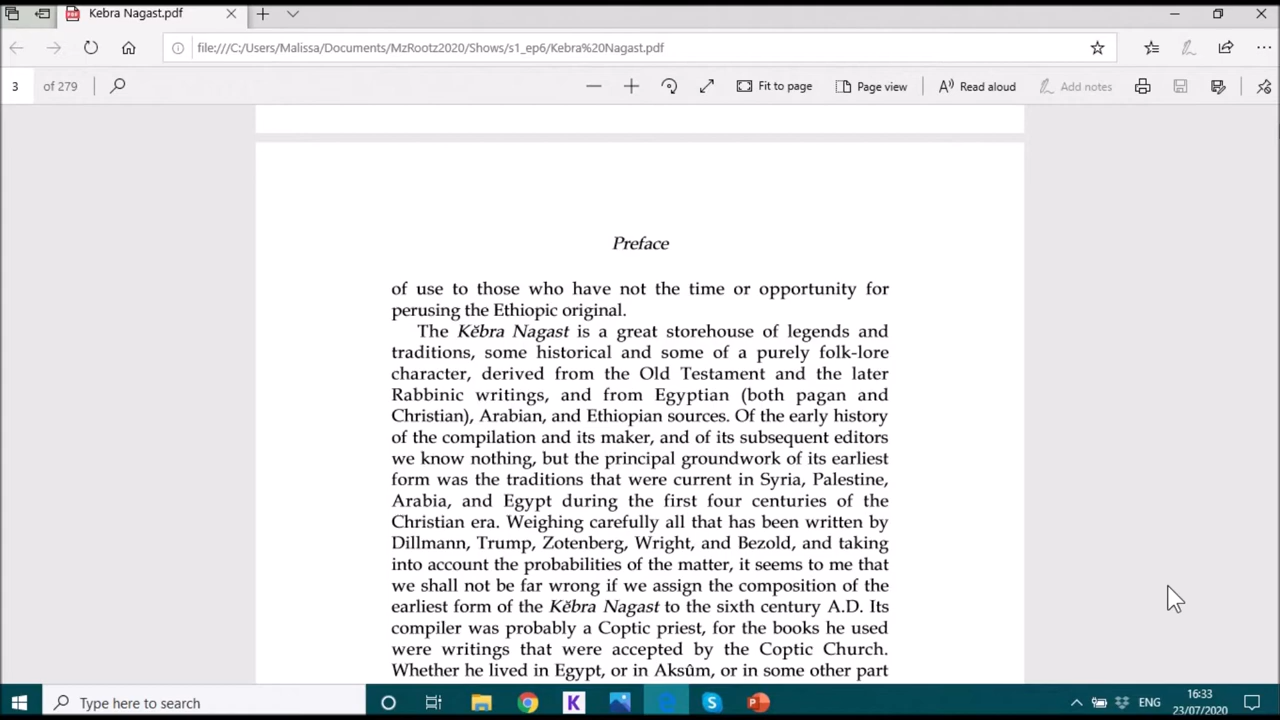 Kebra Nagast.pdf
file:///C:/Users/Malissa/Documents/MzRootz2020/Shows/s1_ep6/Kebra%20Nagast.pdf
3 of 279 Fit to page Page view Read aloud Add notes
Preface
of use to those who have not the time or opportunity for
perusing the Ethiopic original.
The Kĕbra Nagast is a great storehouse of legends and
traditions, some historical and some of a purely folk-lore
character, derived from the Old Testament and the later
Rabbinic writings, and from Egyptian (both pagan and
Christian), Arabian, and Ethiopian sources. Of the early history
of the compilation and its maker, and of its subsequent editors
we know nothing, but the principal groundwork of its earliest
form was the traditions that were current in Syria, Palestine,
Arabia, and Egypt during the first four centuries of the
Christian era. Weighing carefully all that has been written by
Dillmann, Trump, Zotenberg, Wright, and Bezold, and taking
into account the probabilities of the matter, it seems to me that
we shall not be far wrong if we assign the composition of the
earliest form of the Kĕbra Nagast to the sixth century A.D. Its
compiler was probably a Coptic priest, for the books he used
were writings that were accepted by the Coptic Church.
Whether he lived in Egypt, or in Aksûm, or in some other part
Type here to search
ENG
16:33
23/07/2020